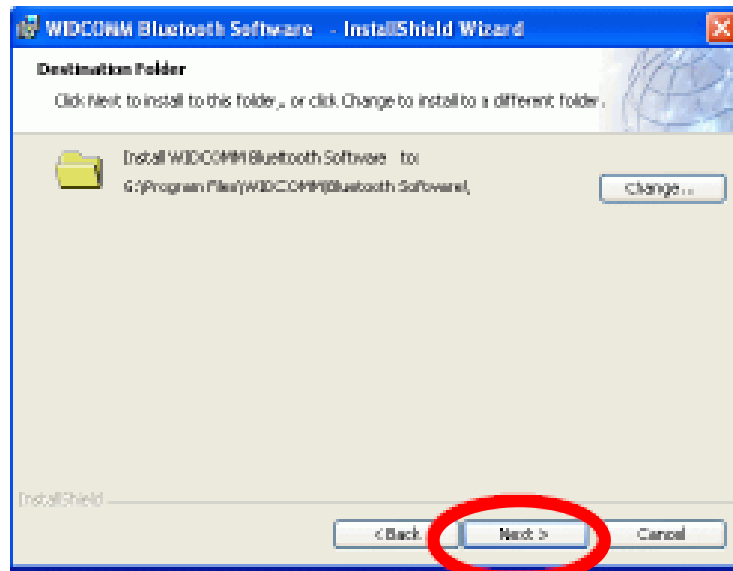 WIDCOMM Bluetooth Software - InstallShield Wizard
Destination Folder
Click Next to install to this folder, or click Change to install to a different folder.
Install WIDCOMM Bluetooth Software to:
G:\Program Files\WIDCOMM\Bluetooth Software\
Change...
InstallShield
< Back Next > Cancel